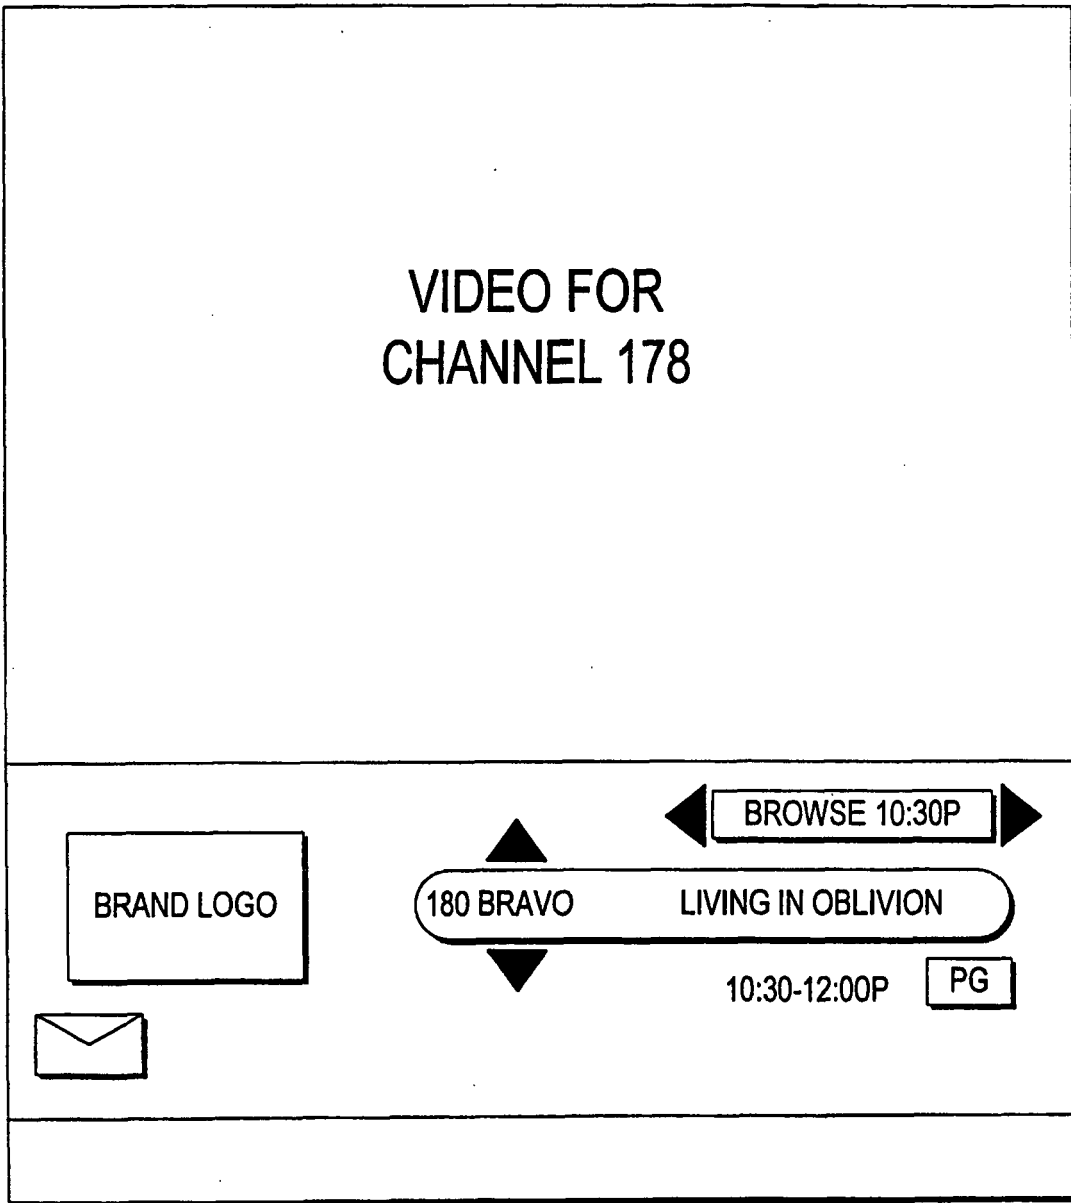 VIDEO FOR
CHANNEL 178
BROWSE 10:30P
BRAND LOGO
180 BRAVO LIVING IN OBLIVION
10:30-12:00P PG